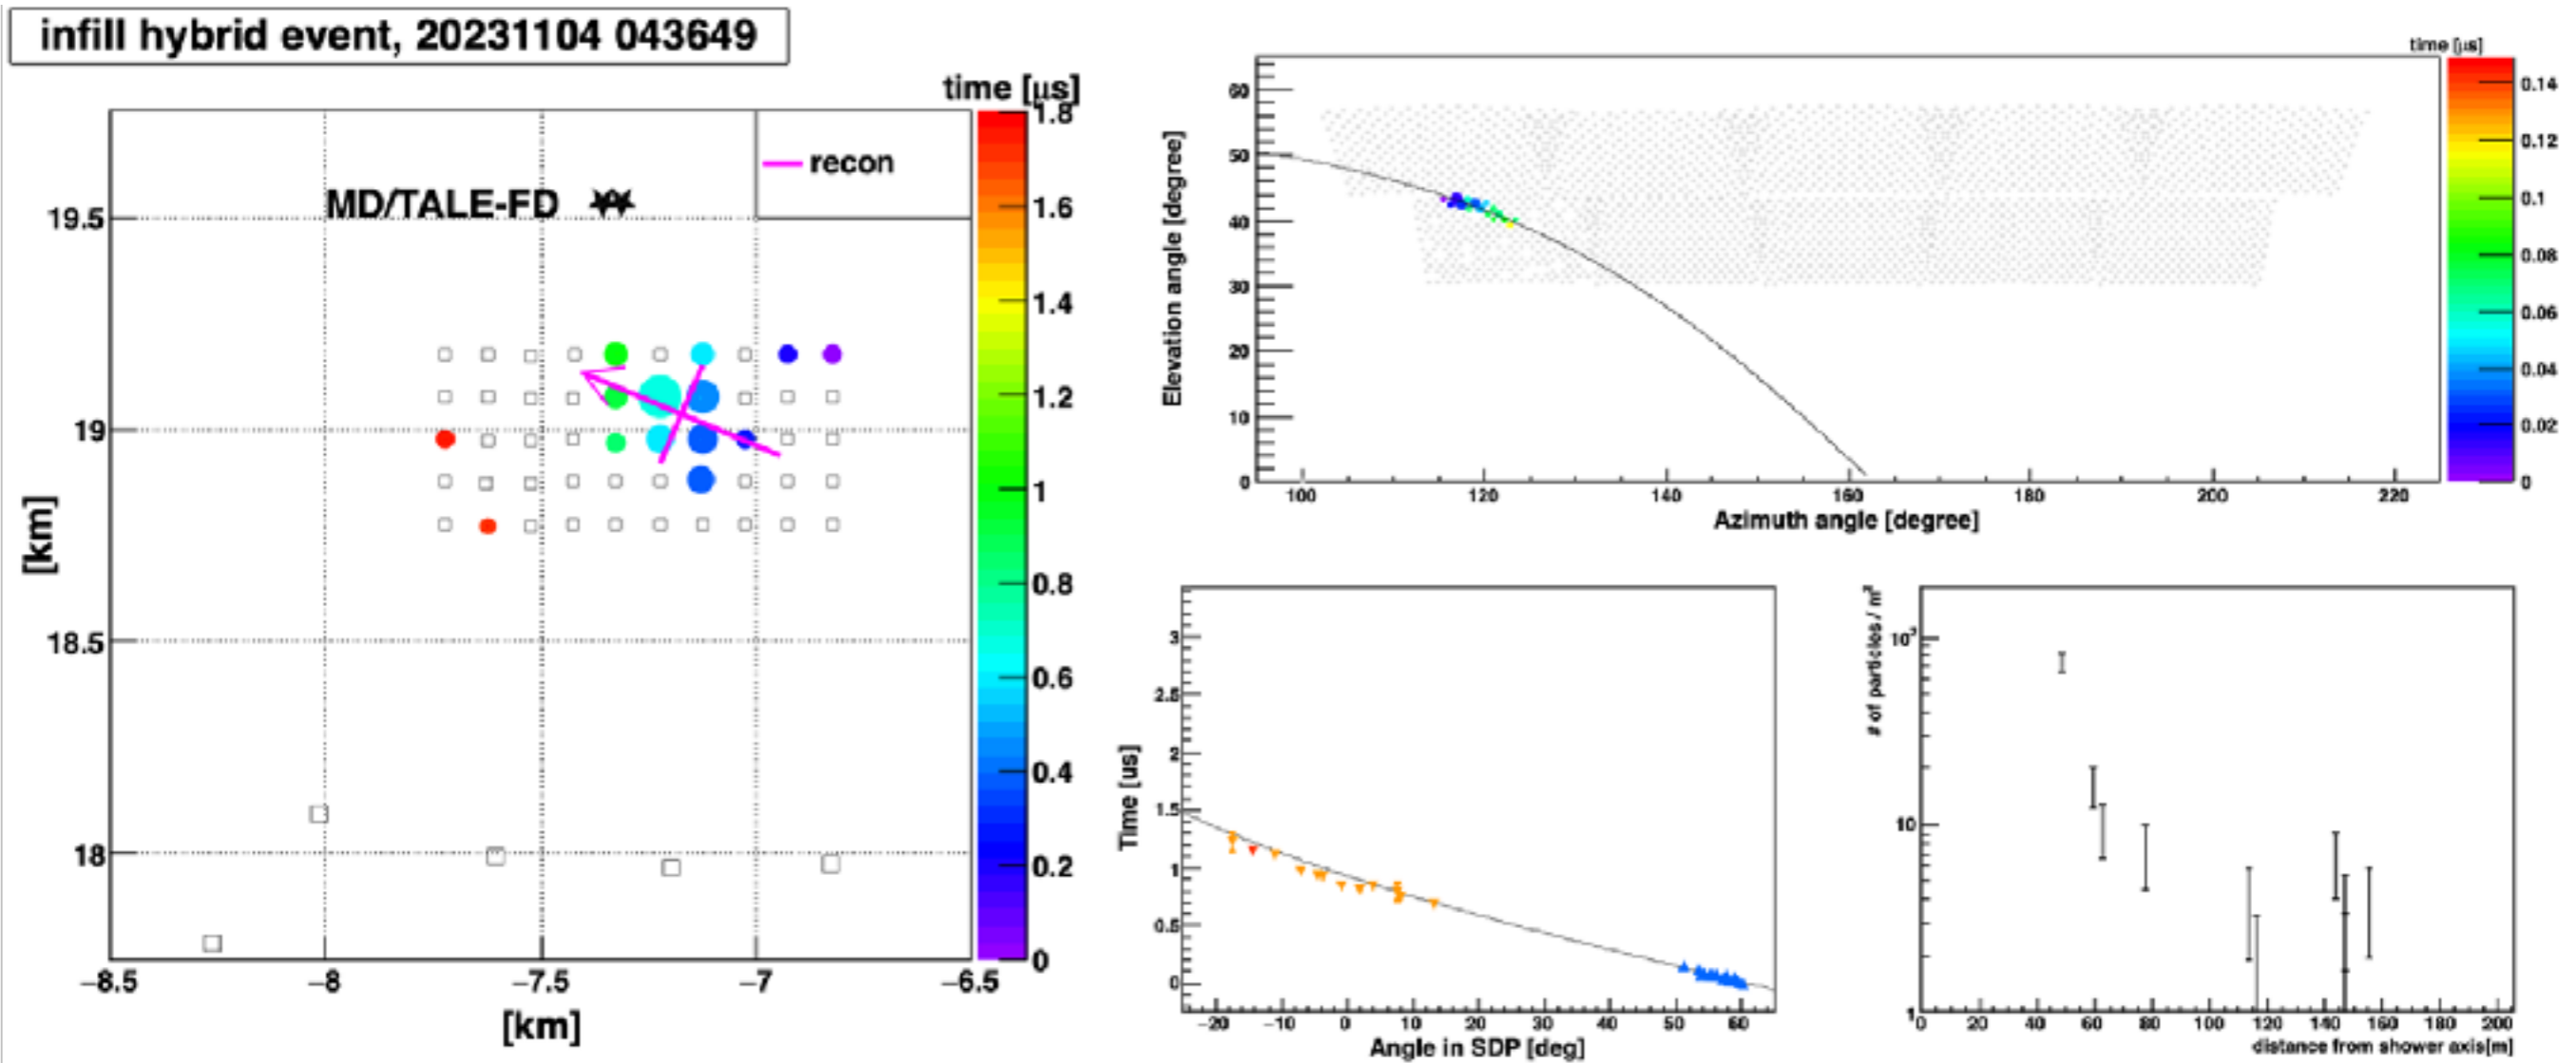 infill hybrid event, 20231104 043649
time [μs]
recon
MD/TALE-FD
19.5
19
18.5
18
[km]
−8.5 −8 −7.5 −7 −6.5
[km]
1.8
1.6
1.4
1.2
1
0.8
0.6
0.4
0.2
0
time [μs]
Elevation angle [degree]
60
50
40
30
20
10
0
100 120 140 160 180 200 220
Azimuth angle [degree]
0.14
0.12
0.1
0.08
0.06
0.04
0.02
0
Time [us]
3
2.5
2
1.5
1
0.5
0
−20 −10 0 10 20 30 40 50 60
Angle in SDP [deg]
# of particles / m²
10²
10
1
0 20 40 60 80 100 120 140 160 180 200
distance from shower axis[m]